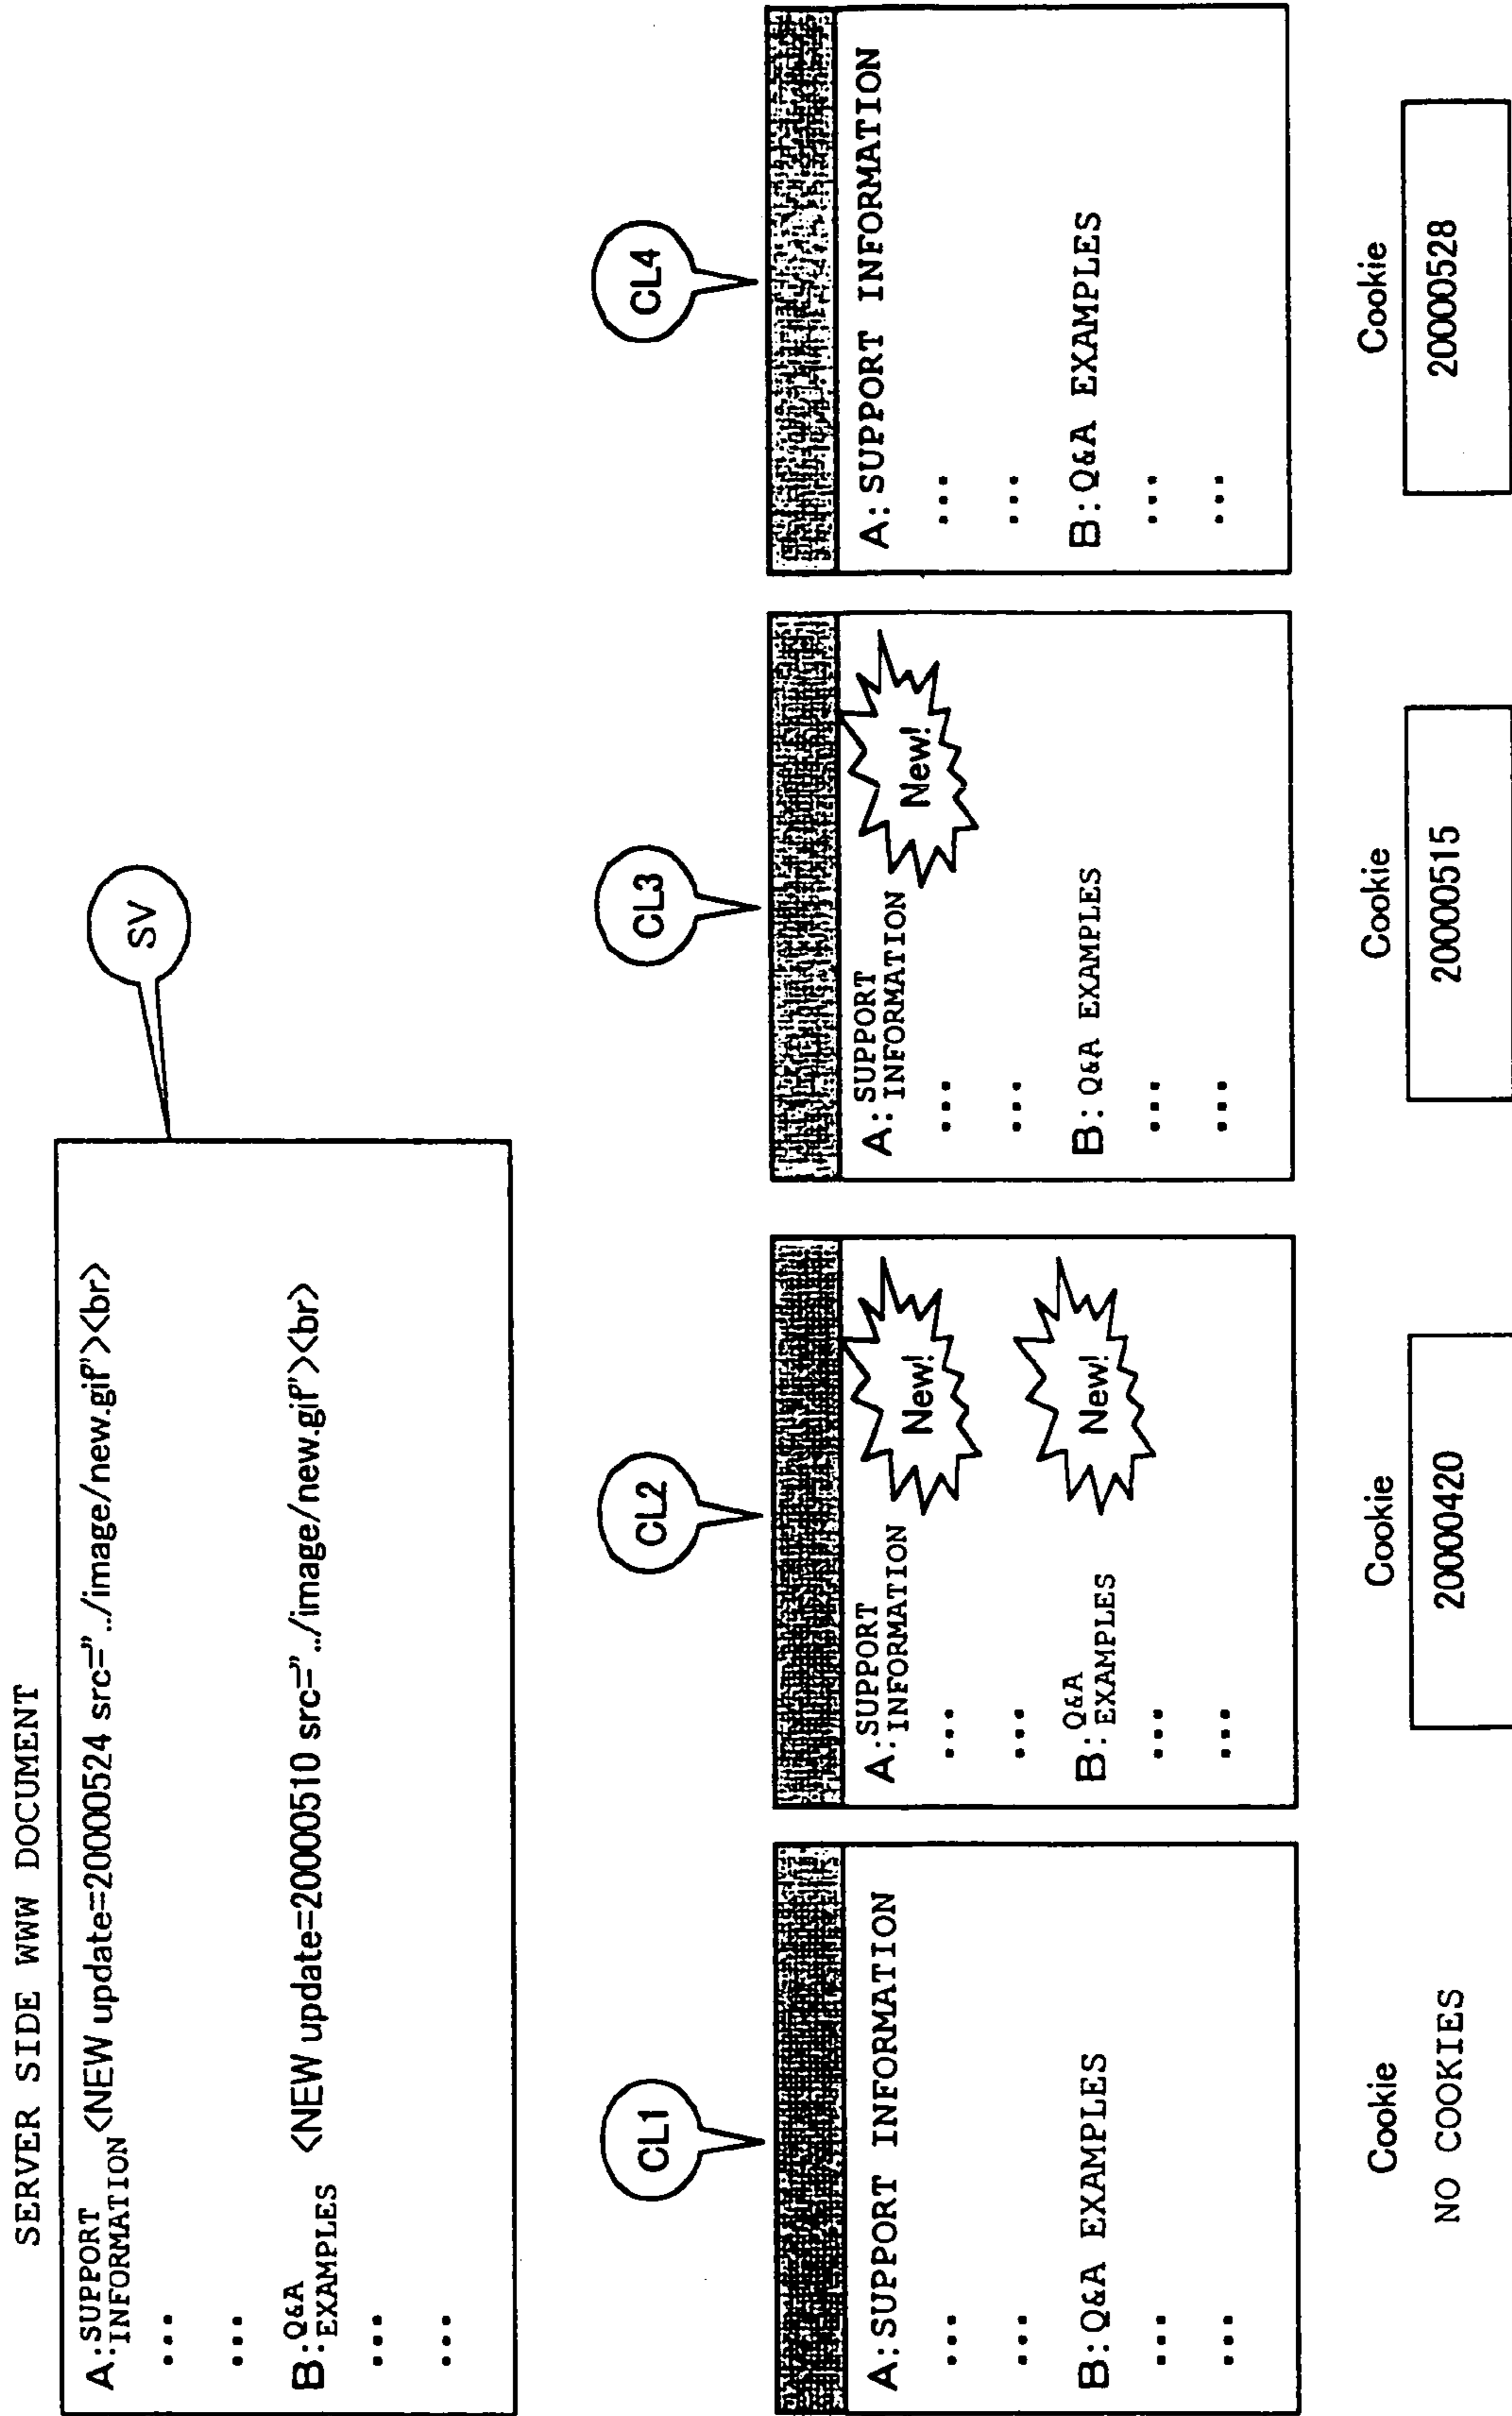 SERVER SIDE WWW DOCUMENT
SV
A:SUPPORT
INFORMATION <NEW update=20000524 src="../image/new.gif"><br>
...
...
B:Q&A
EXAMPLES <NEW update=20000510 src="../image/new.gif"><br>
...
...
CL1
A:SUPPORT INFORMATION
...
...
B:Q&A EXAMPLES
...
...
Cookie
NO COOKIES
CL2
A:SUPPORT
INFORMATION
New!
...
...
B:Q&A
EXAMPLES
New!
...
...
Cookie
20000420
CL3
A:SUPPORT
INFORMATION
New!
...
...
B:Q&A EXAMPLES
...
...
Cookie
20000515
CL4
A:SUPPORT INFORMATION
...
...
B:Q&A EXAMPLES
...
...
Cookie
20000528